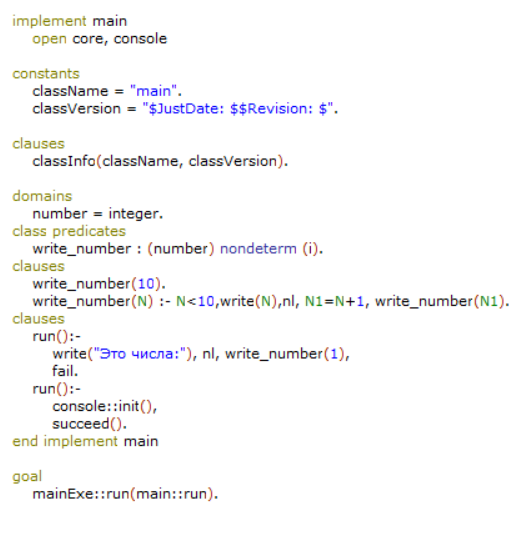 implement main
open core, console
constants
className = "main".
classVersion = "$JustDate: $$Revision: $".
clauses
classInfo(className, classVersion).
domains
number = integer.
class predicates
write_number : (number) nondeterm (i).
clauses
write_number(10).
write_number(N) :- N<10,write(N),nl, N1=N+1, write_number(N1).
clauses
run():-
write("Это числа:"), nl, write_number(1),
fail.
run():-
console::init(),
succeed().
end implement main
goal
mainExe::run(main::run).